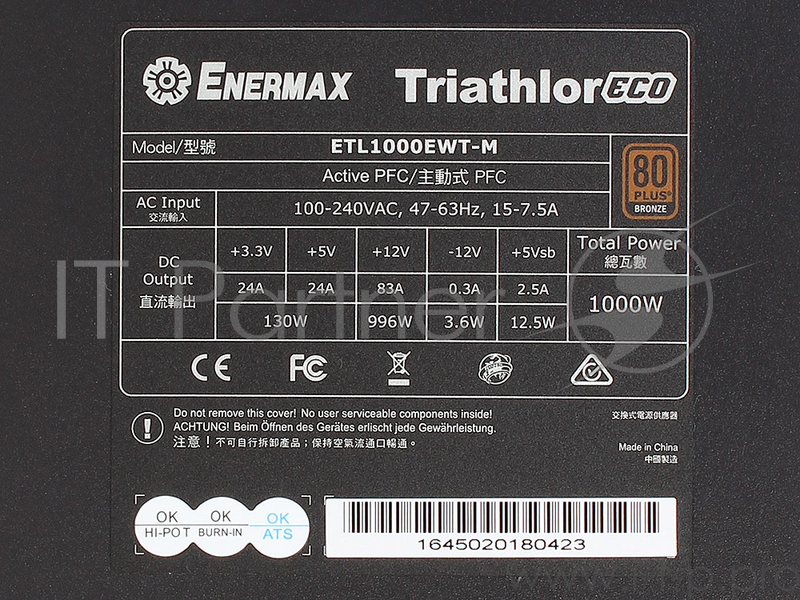 ENERMAX TriathlorECO
Model/型號 ETL1000EWT-M
Active PFC/主動式 PFC
80
PLUS®
BRONZE
AC Input
交流輸入
100-240VAC, 47-63Hz, 15-7.5A
DC
Output
直流輸出
+3.3V +5V +12V -12V +5Vsb
24A 24A 83A 0.3A 2.5A
130W 996W 3.6W 12.5W
Total Power
總瓦數
1000W
CE FC
Do not remove this cover! No user serviceable components inside!
ACHTUNG! Beim Öffnen des Gerätes erlischt jede Gewährleistung.
注意！不可自行拆卸產品；保持空氣流通口暢通。
交換式電源供應器
Made in China
中國製造
OK
HI-POT
OK
BURN-IN
OK
ATS
1645020180423
IT Partner